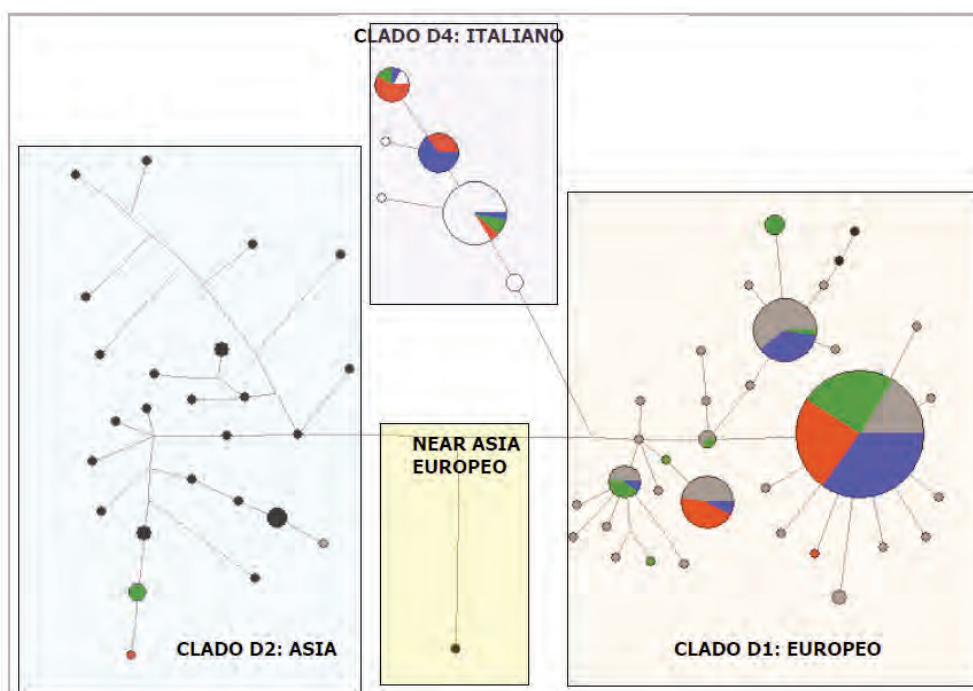 CLADO D4: ITALIANO
NEAR ASIA
EUROPEO
CLADO D2: ASIA
CLADO D1: EUROPEO